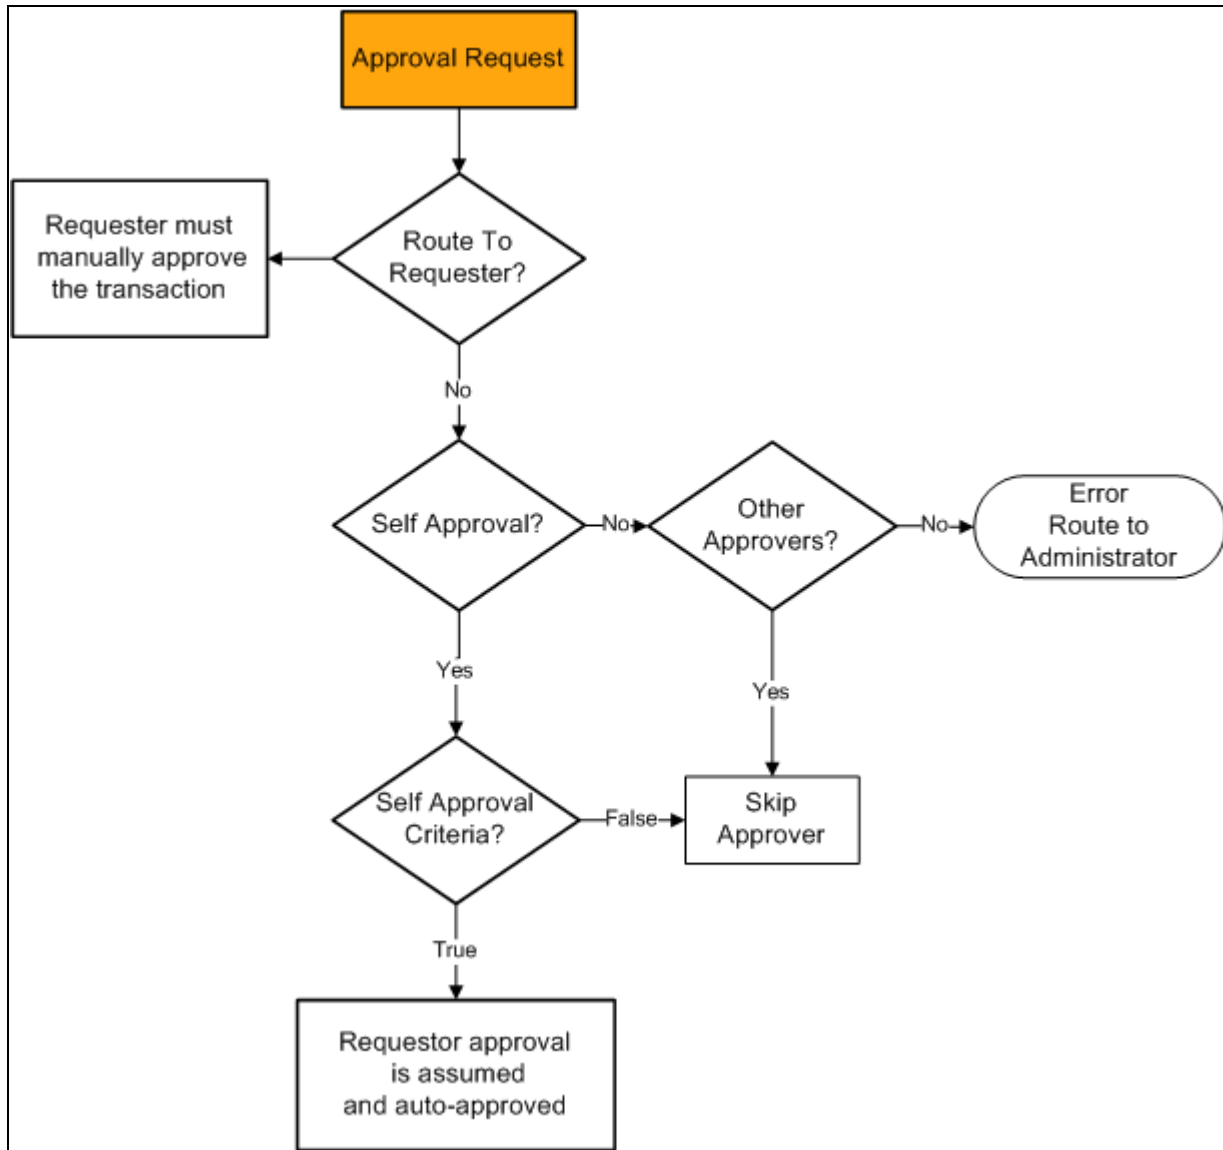 Approval Request
Requester must
manually approve
the transaction
Route To
Requester?
No
Self Approval?
No
Other
Approvers?
No
Error
Route to
Administrator
Yes
Yes
Self Approval
Criteria?
False
Skip
Approver
True
Requestor approval
is assumed
and auto-approved